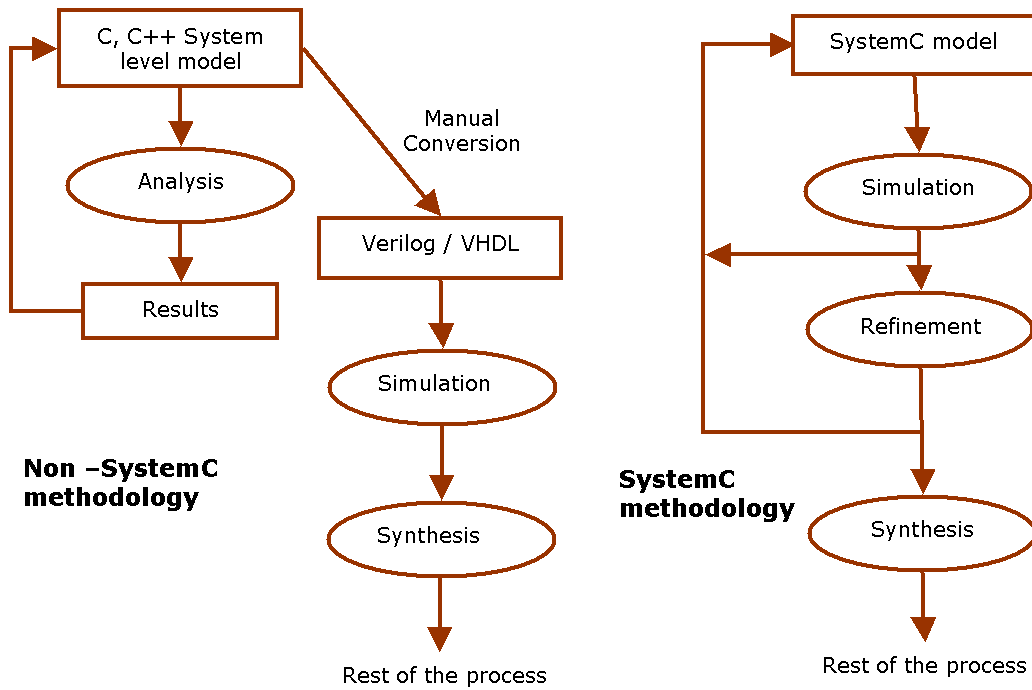 C, C++ System
level model
Manual
Conversion
Analysis
Verilog / VHDL
Results
Simulation
Non –SystemC
methodology
Synthesis
Rest of the process
SystemC model
Simulation
Refinement
SystemC
methodology
Synthesis
Rest of the process